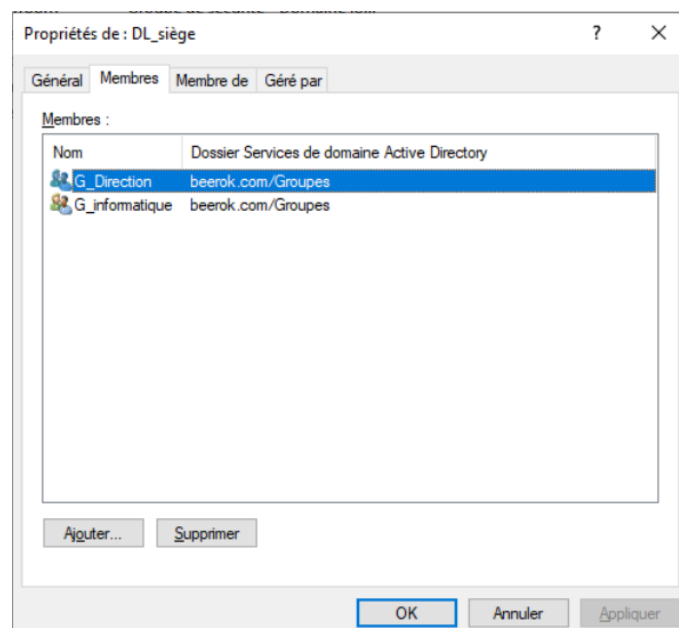 Propriétés de : DL_siège ? ×
Général Membres Membre de Géré par
Membres :
Nom Dossier Services de domaine Active Directory
G_Direction beerok.com/Groupes
G_informatique beerok.com/Groupes
Ajouter... Supprimer
OK Annuler Appliquer